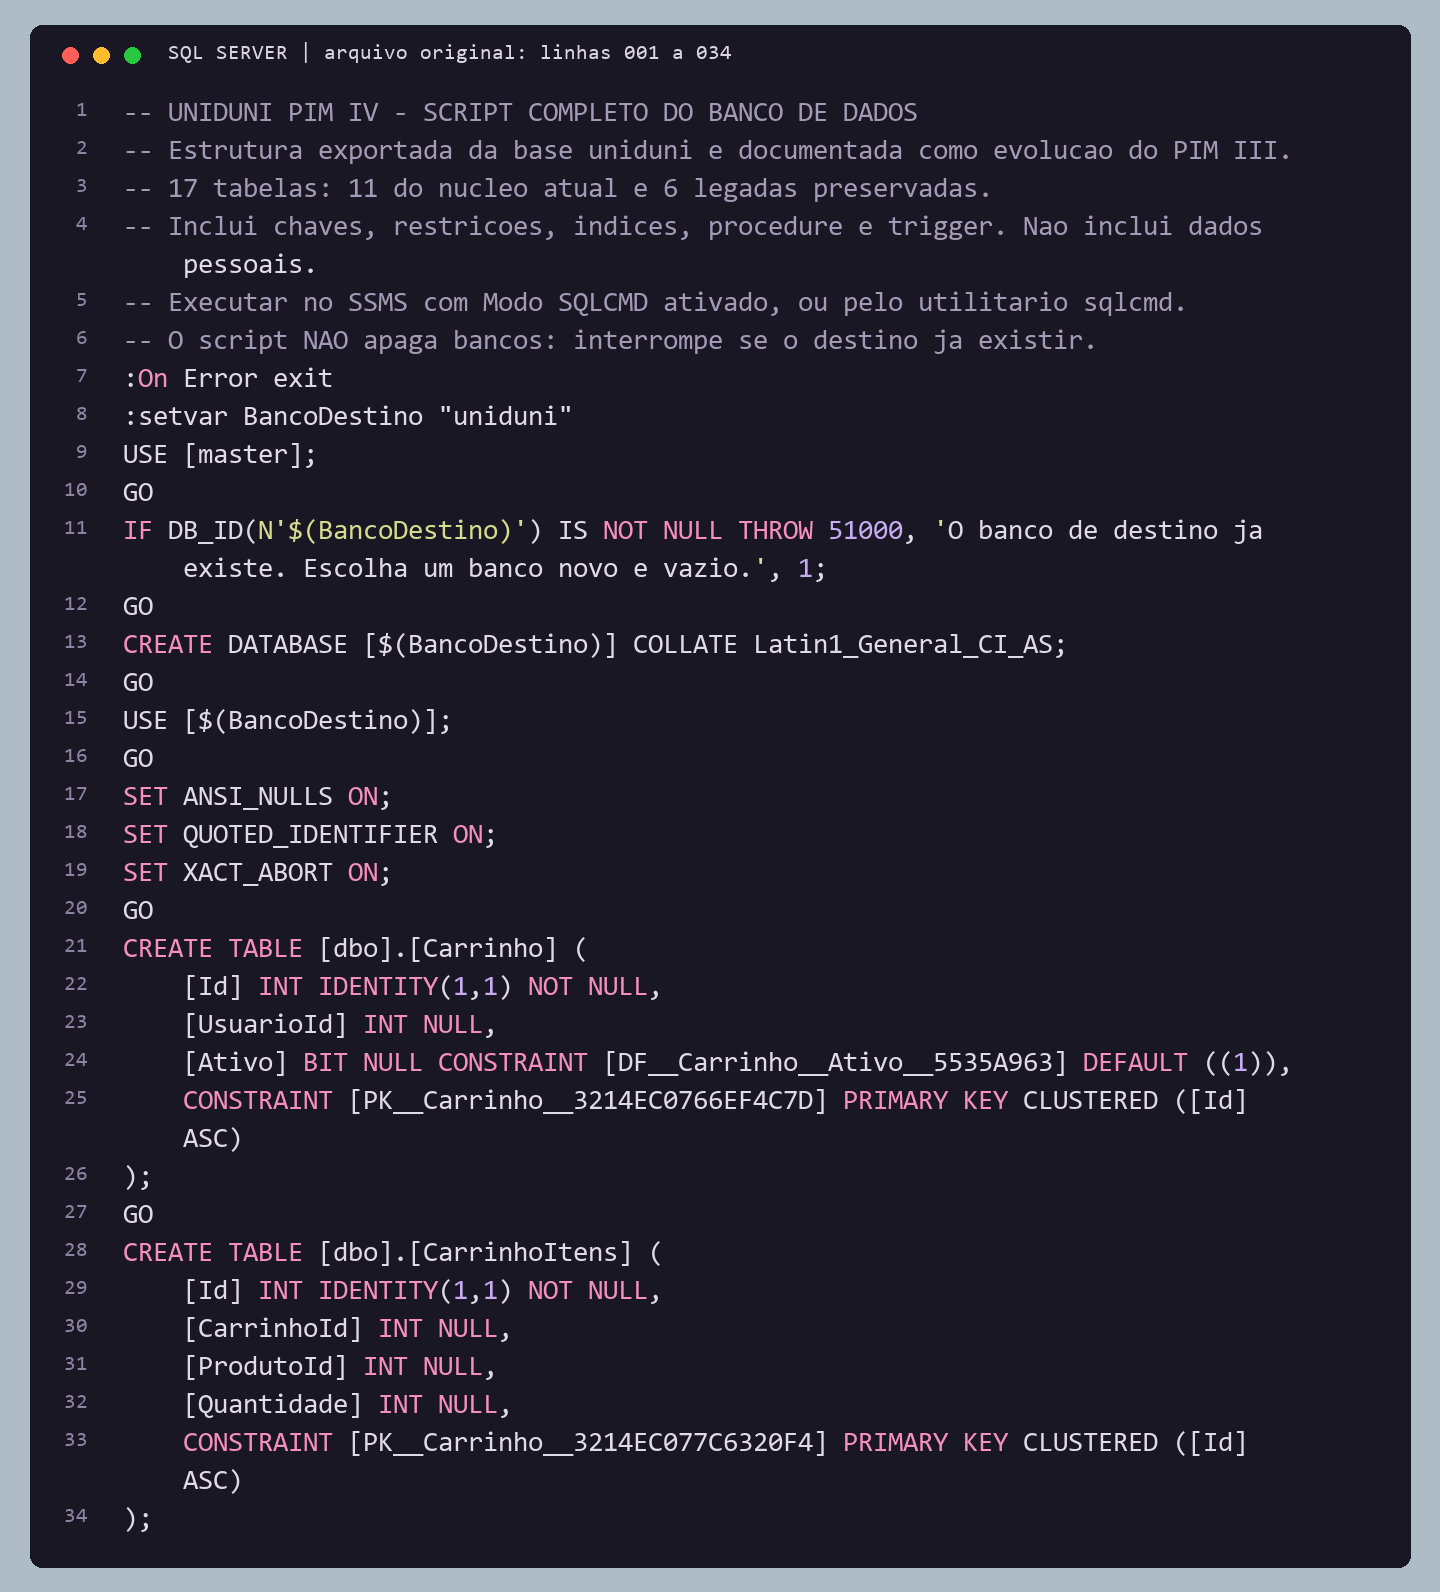 SQL SERVER | arquivo original: linhas 001 a 034
1 -- UNIDUNI PIM IV - SCRIPT COMPLETO DO BANCO DE DADOS
2 -- Estrutura exportada da base uniduni e documentada como evolucao do PIM III.
3 -- 17 tabelas: 11 do nucleo atual e 6 legadas preservadas.
4 -- Inclui chaves, restricoes, indices, procedure e trigger. Nao inclui dados
pessoais.
5 -- Executar no SSMS com Modo SQLCMD ativado, ou pelo utilitario sqlcmd.
6 -- O script NAO apaga bancos: interrompe se o destino ja existir.
7 :On Error exit
8 :setvar BancoDestino "uniduni"
9 USE [master];
10 GO
11 IF DB_ID(N'$(BancoDestino)') IS NOT NULL THROW 51000, 'O banco de destino ja
existe. Escolha um banco novo e vazio.', 1;
12 GO
13 CREATE DATABASE [$(BancoDestino)] COLLATE Latin1_General_CI_AS;
14 GO
15 USE [$(BancoDestino)];
16 GO
17 SET ANSI_NULLS ON;
18 SET QUOTED_IDENTIFIER ON;
19 SET XACT_ABORT ON;
20 GO
21 CREATE TABLE [dbo].[Carrinho] (
22 [Id] INT IDENTITY(1,1) NOT NULL,
23 [UsuarioId] INT NULL,
24 [Ativo] BIT NULL CONSTRAINT [DF__Carrinho__Ativo__5535A963] DEFAULT ((1)),
25 CONSTRAINT [PK__Carrinho__3214EC0766EF4C7D] PRIMARY KEY CLUSTERED ([Id]
ASC)
26 );
27 GO
28 CREATE TABLE [dbo].[CarrinhoItens] (
29 [Id] INT IDENTITY(1,1) NOT NULL,
30 [CarrinhoId] INT NULL,
31 [ProdutoId] INT NULL,
32 [Quantidade] INT NULL,
33 CONSTRAINT [PK__Carrinho__3214EC077C6320F4] PRIMARY KEY CLUSTERED ([Id]
ASC)
34 );